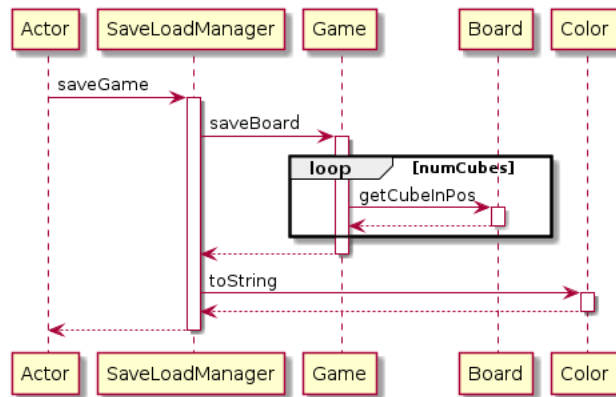 Actor SaveLoadManager Game Board Color
saveGame
saveBoard
loop [numCubes]
getCubeInPos
toString
Actor SaveLoadManager Game Board Color